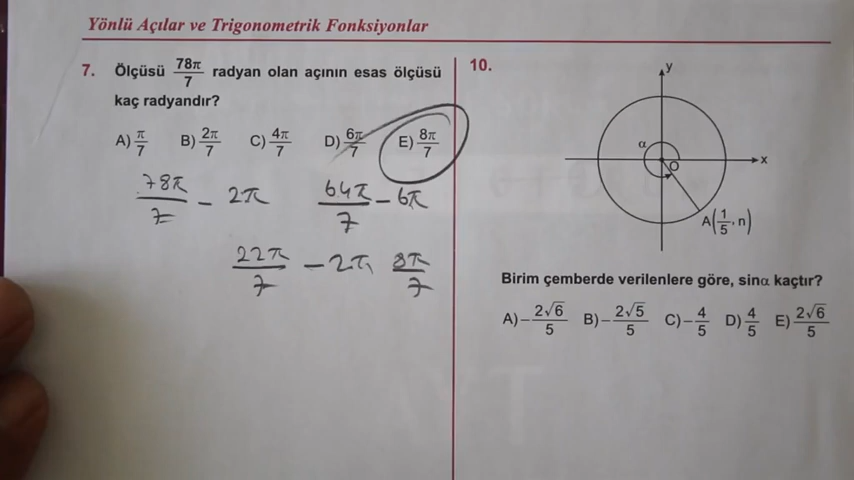 Yönlü Açılar ve Trigonometrik Fonksiyonlar
7. Ölçüsü 78π/7 radyan olan açının esas ölçüsü
kaç radyandır?
A) π/7 B) 2π/7 C) 4π/7 D) 6π/7 E) 8π/7
78π/7 - 2π 64π/7 - 6π
22π/7 - 2π 8π/7
10.
y
α
O
x
A(1/5, n)
Birim çemberde verilenlere göre, sinα kaçtır?
A) -2√6/5 B) -2√5/5 C) -4/5 D) 4/5 E) 2√6/5